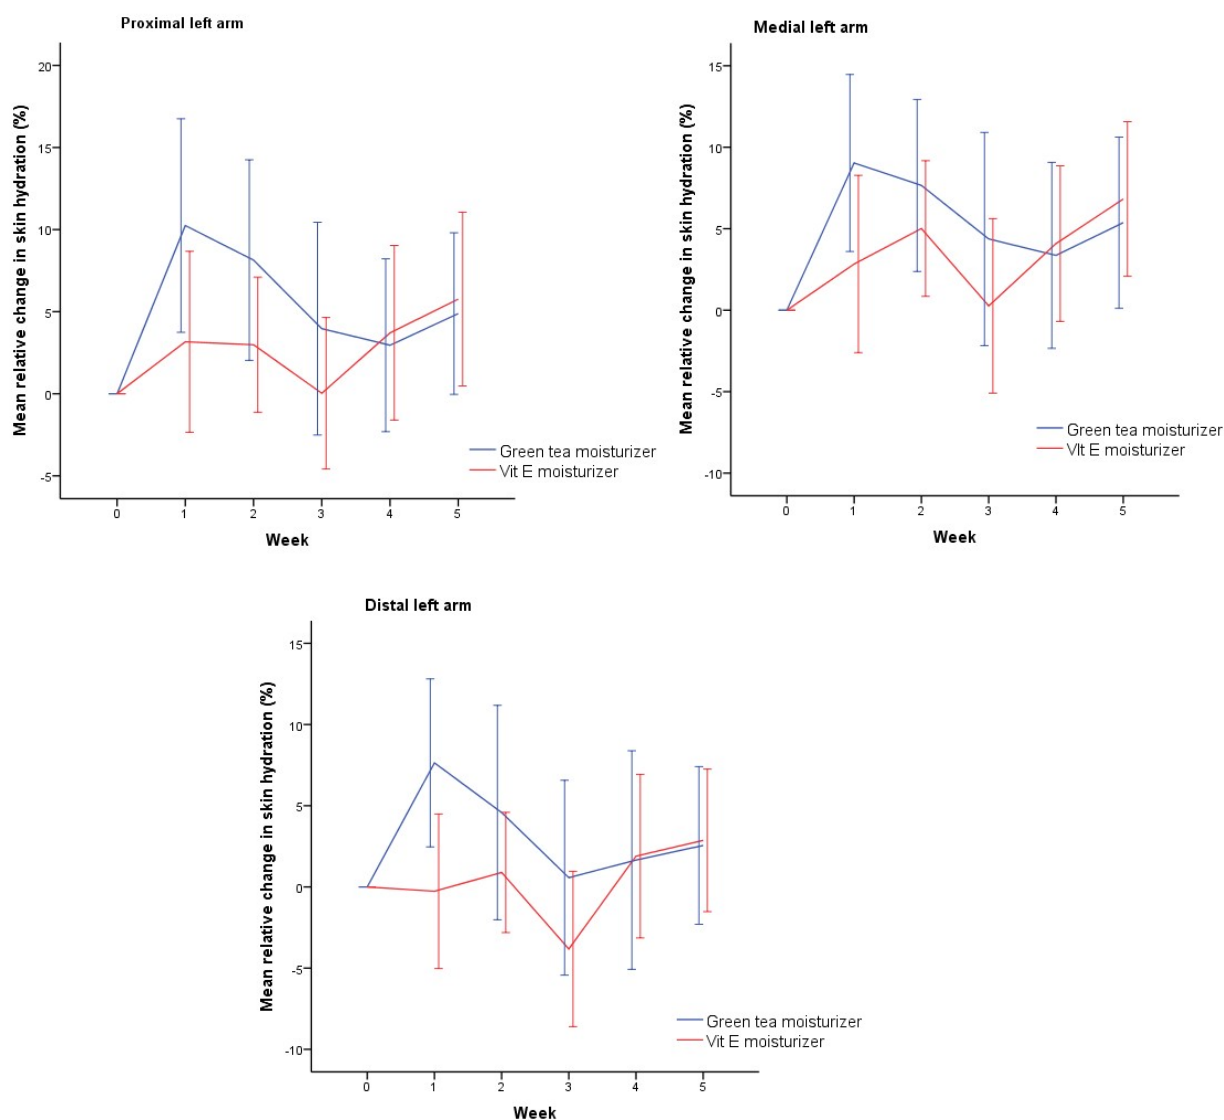 Proximal left arm
Mean relative change in skin hydration (%)
20
15
10
5
0
-5
0 1 2 3 4 5
Week
Green tea moisturizer
Vit E moisturizer
Medial left arm
Mean relative change in skin hydration (%)
15
10
5
0
-5
-10
0 1 2 3 4 5
Week
Green tea moisturizer
VIt E moisturizer
Distal left arm
Mean relative change in skin hydration (%)
15
10
5
0
-5
-10
0 1 2 3 4 5
Week
Green tea moisturizer
Vit E moisturizer